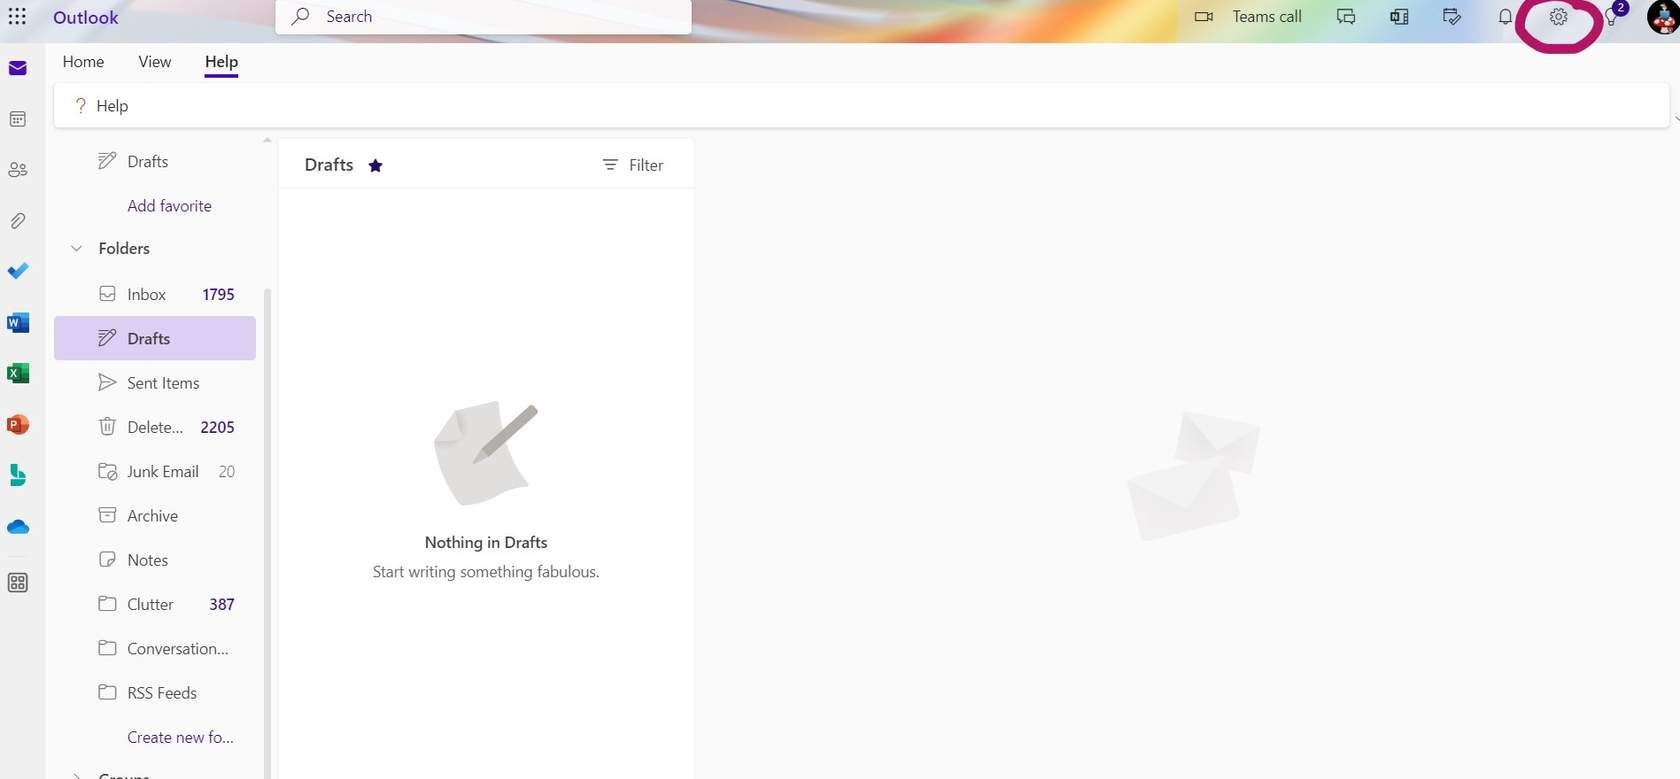 Outlook
Search
Teams call
2
Home View Help
? Help
Drafts
Add favorite
Folders
Inbox 1795
Drafts
Sent Items
Delete... 2205
Junk Email 20
Archive
Notes
Clutter 387
Conversation...
RSS Feeds
Create new fo...
Groups
Drafts
Filter
Nothing in Drafts
Start writing something fabulous.